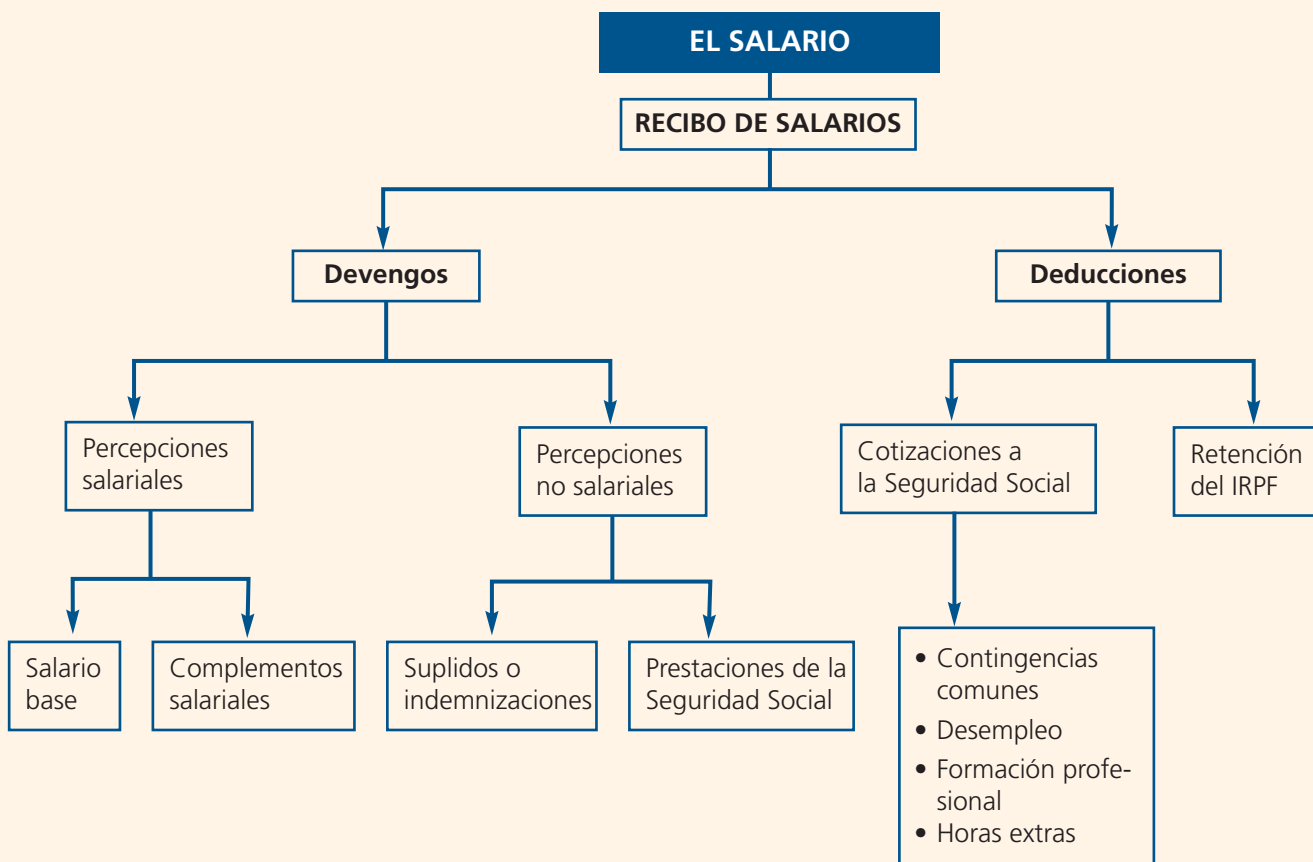 EL SALARIO
RECIBO DE SALARIOS
Devengos
Deducciones
Percepciones
salariales
Percepciones
no salariales
Cotizaciones a
la Seguridad Social
Retención
del IRPF
Salario
base
Complementos
salariales
Suplidos o
indemnizaciones
Prestaciones de la
Seguridad Social
• Contingencias
comunes
• Desempleo
• Formación profe-
sional
• Horas extras